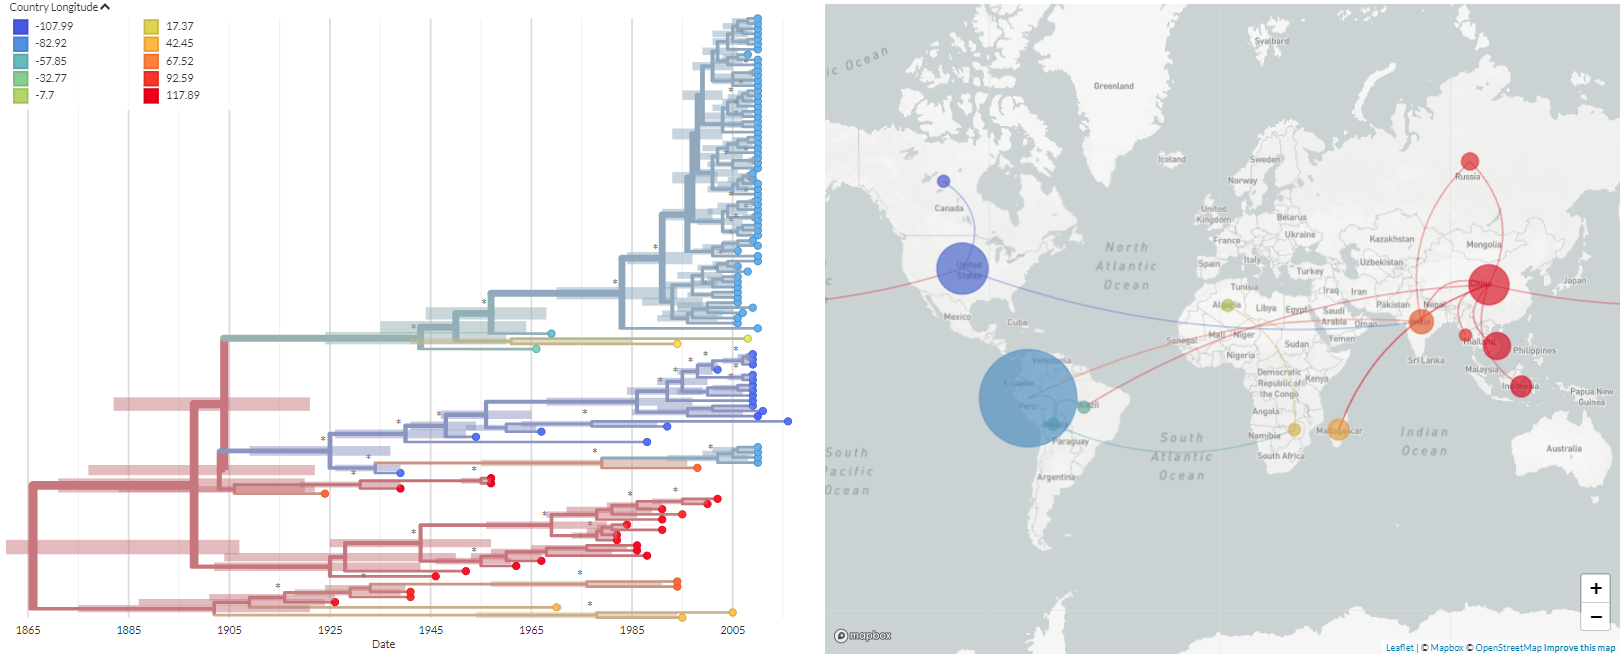 Country Longitude
-107.99
-82.92
-57.85
-32.77
-7.7
17.37
42.45
67.52
92.59
117.89
1865 1885 1905 1925 1945 1965 1985 2005
Date
ic Ocean
Svalbard
Greenland
Iceland
Sweden
Norway
Russia
Canada
United
Kingdom
Belarus
Ukraine
Kazakhstan
Mongolia
France
Uzbekistan
North
Atlantic
Ocean
Spain
Italy
Turkey
United
States
China
Japan
Tunisia
Iraq
Iran
Algeria
Libya
Egypt
Saudi
Arabia
Pakistan
Nepal
Oman
India
Mexico
Cuba
Senegal
Mali
Niger
Sudan
Yemen
Nigeria
Thailand
Philippines
Sri Lanka
Malaysia
Venezuela
Ecuador
Democratic
Republic of
the Congo
Kenya
Indonesia
Papua New
Guinea
Peru
Brazil
Angola
Namibia
Madagascar
Paraguay
South Africa
South
Atlantic
Ocean
Indian
Ocean
Australia
South
Pacific
Ocean
Argentina
+
−
mapbox
Leaflet | © Mapbox © OpenStreetMap Improve this map